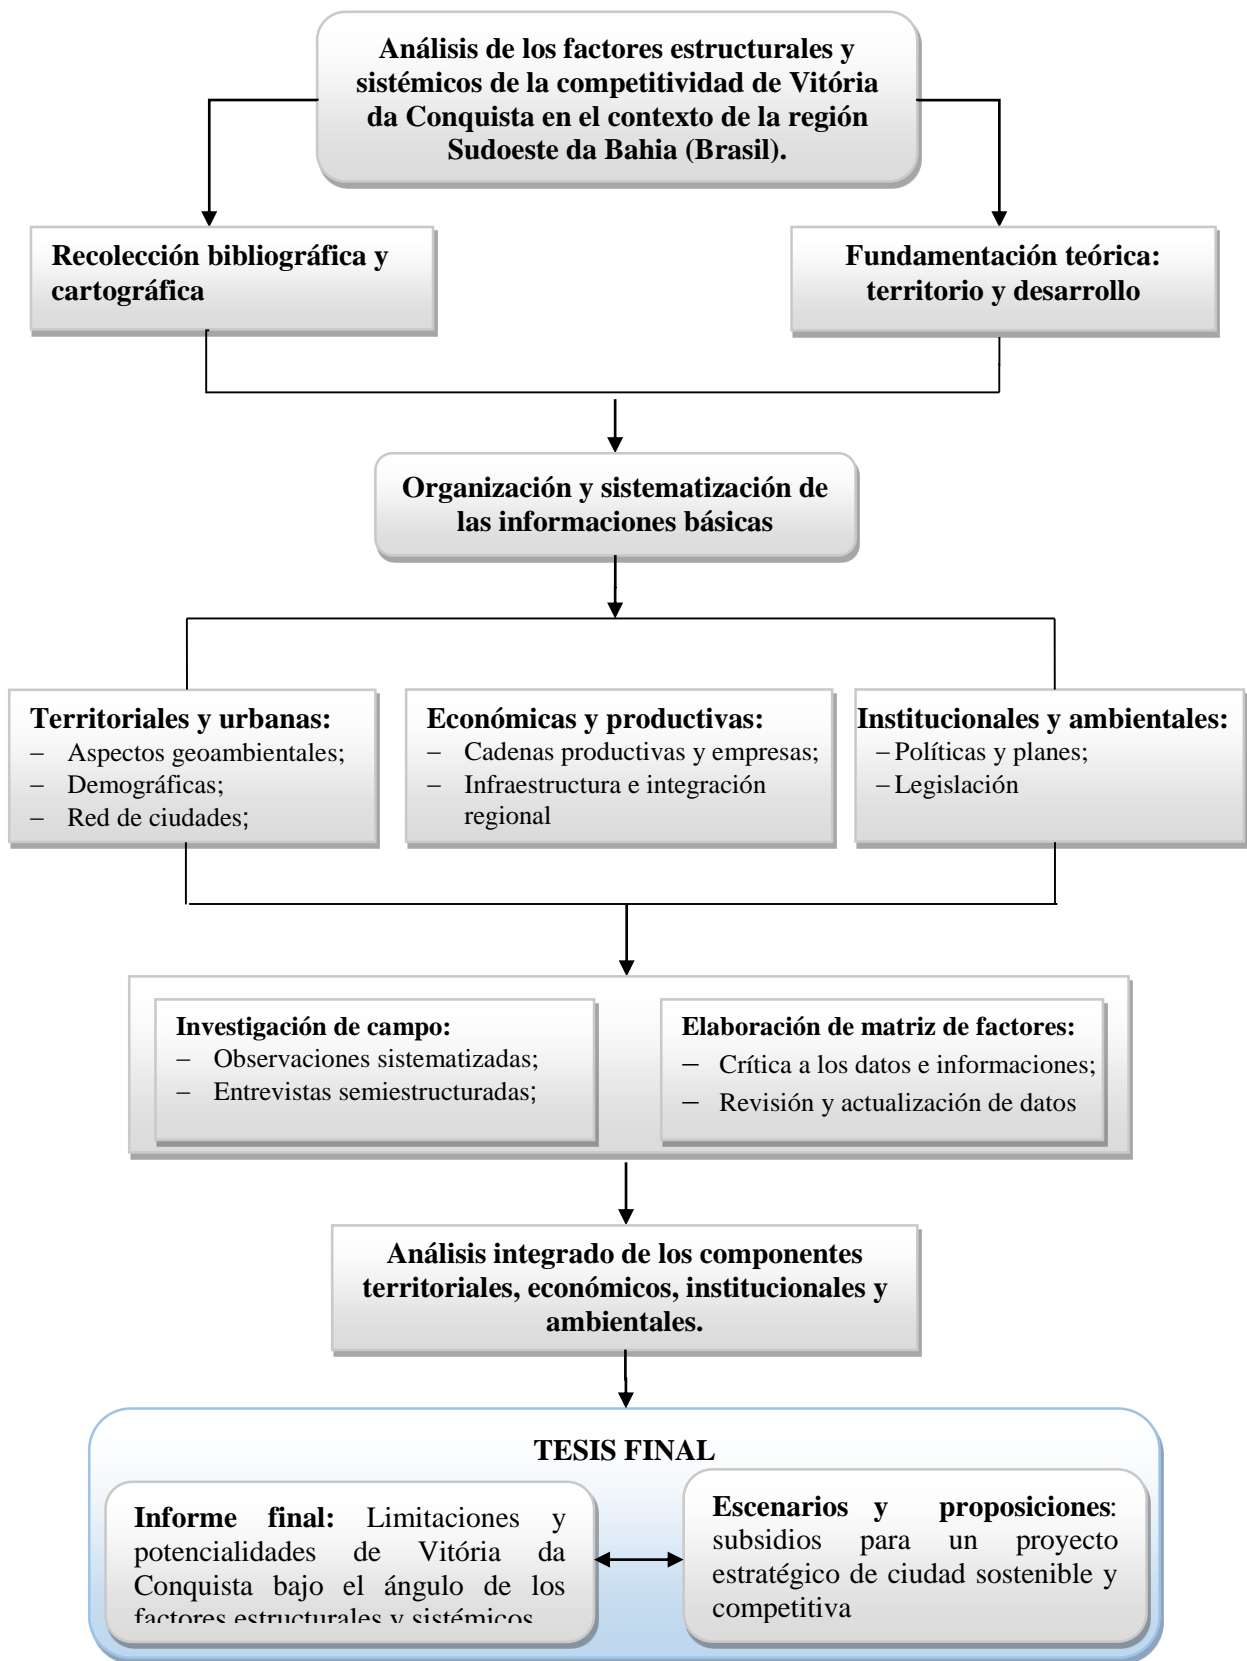 Análisis de los factores estructurales y
sistémicos de la competitividad de Vitória
da Conquista en el contexto de la región
Sudoeste da Bahia (Brasil).
Recolección bibliográfica y
cartográfica
Fundamentación teórica:
territorio y desarrollo
Organización y sistematización de
las informaciones básicas
Territoriales y urbanas:
– Aspectos geoambientales;
– Demográficas;
– Red de ciudades;
Económicas y productivas:
– Cadenas productivas y empresas;
– Infraestructura e integración
regional
Institucionales y ambientales:
– Políticas y planes;
– Legislación
Investigación de campo:
– Observaciones sistematizadas;
– Entrevistas semiestructuradas;
Elaboración de matriz de factores:
– Crítica a los datos e informaciones;
– Revisión y actualización de datos
Análisis integrado de los componentes
territoriales, económicos, institucionales y
ambientales.
TESIS FINAL
Informe final: Limitaciones y
potencialidades de Vitória da
Conquista bajo el ángulo de los
factores estructurales y sistémicos
Escenarios y proposiciones:
subsidios para un proyecto
estratégico de ciudad sostenible y
competitiva